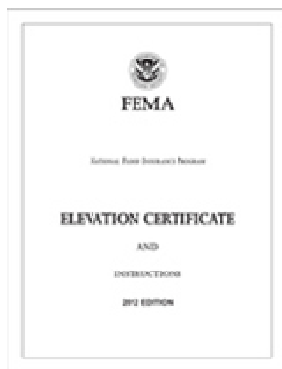 FEMA
NATIONAL FLOOD INSURANCE PROGRAM
ELEVATION CERTIFICATE
AND
INSTRUCTIONS
2012 EDITION